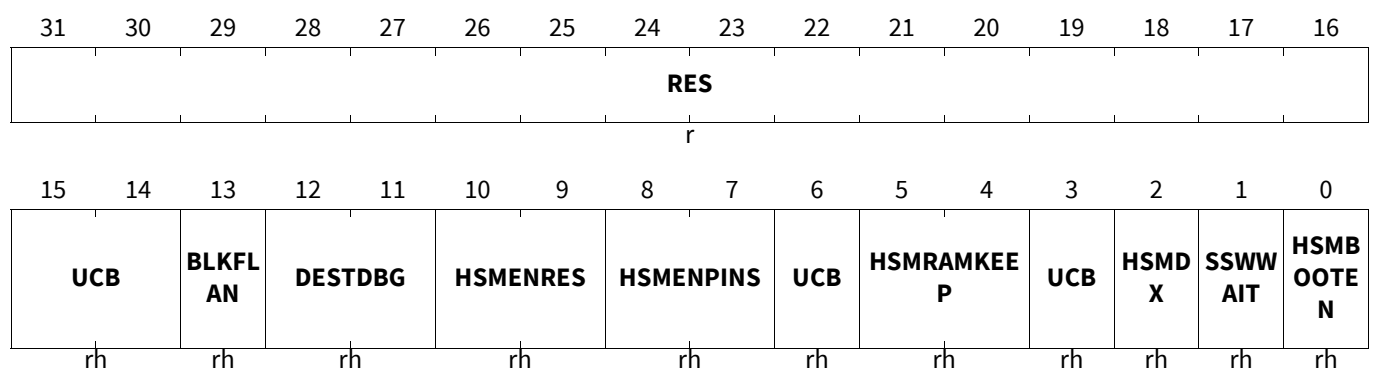 31 30 29 28 27 26 25 24 23 22 21 20 19 18 17 16
RES
r
15 14 13 12 11 10 9 8 7 6 5 4 3 2 1 0
UCB BLKFL
AN DESTDBG HSMENRES HSMENPINS UCB HSMRAMKEE
P UCB HSMD
X SSWW
AIT HSMB
OOTE
N
rh rh rh rh rh rh rh rh rh rh rh